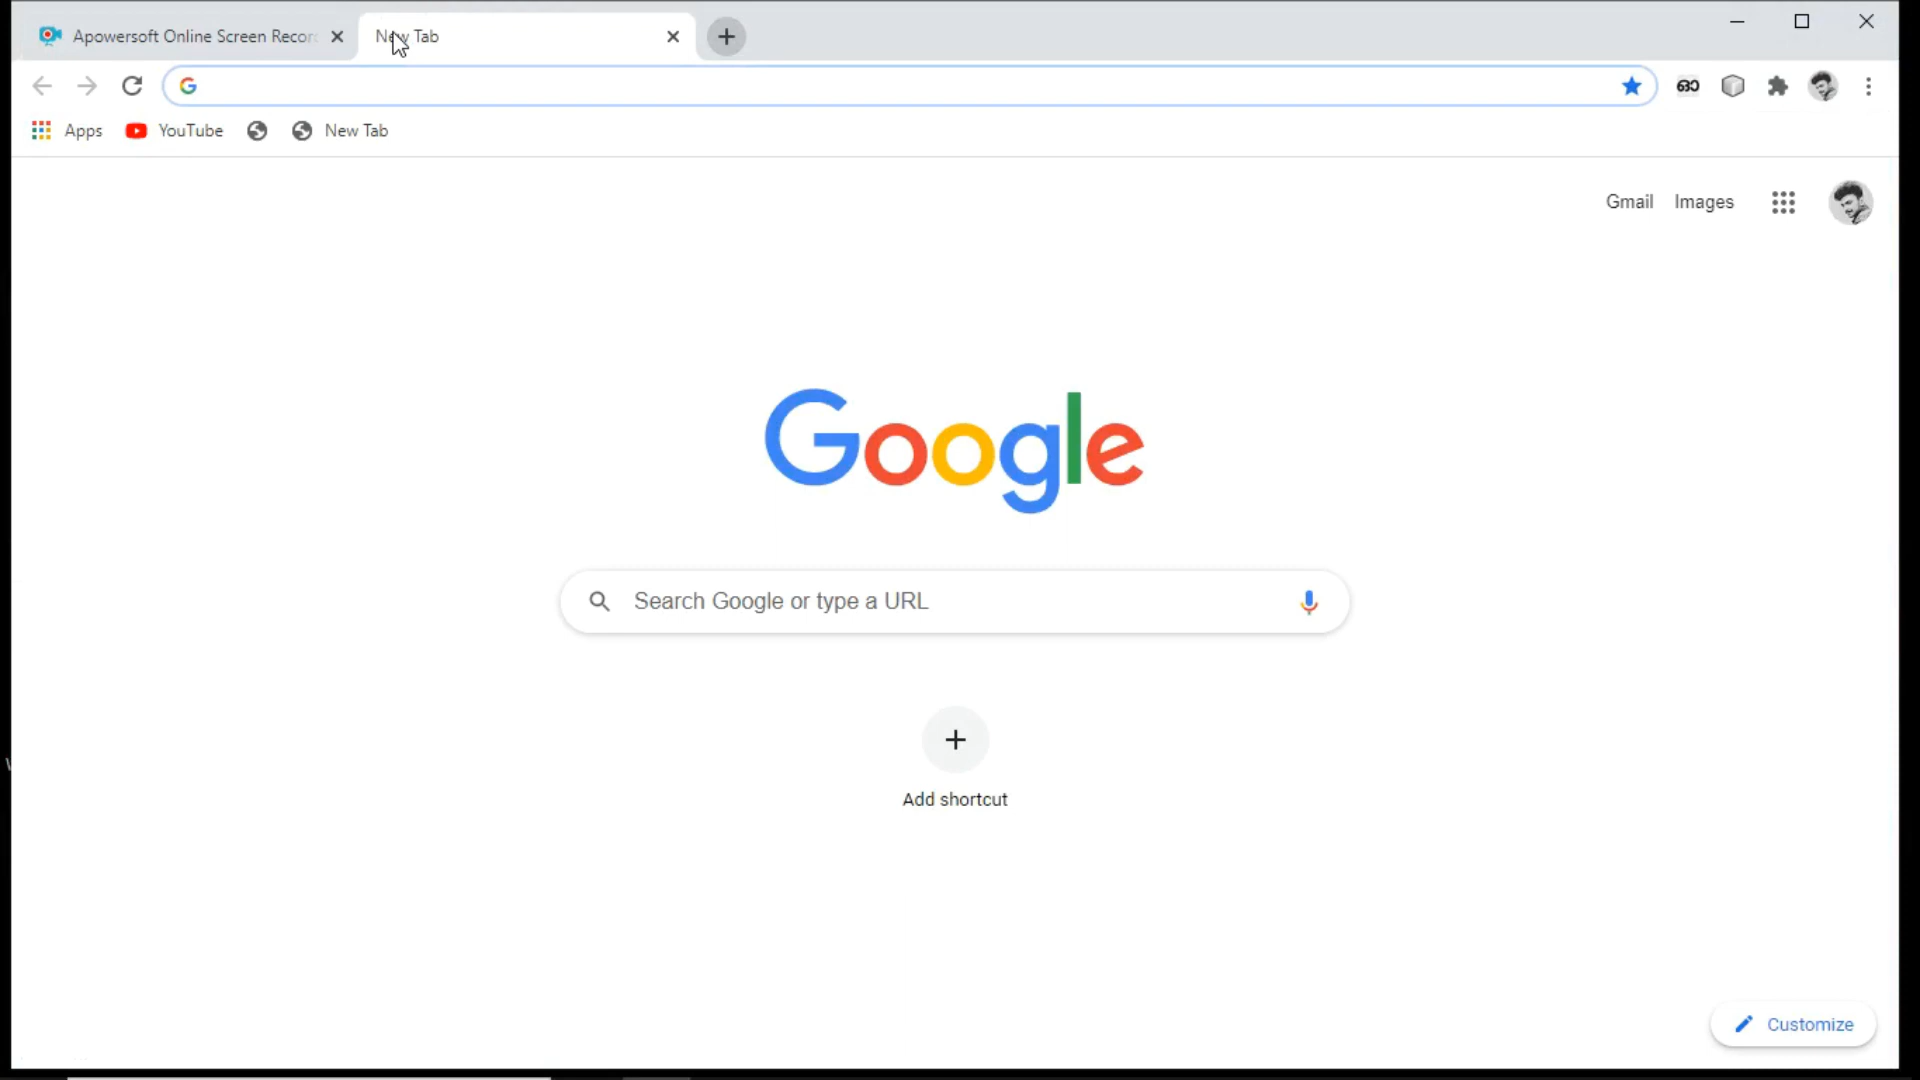 Apowersoft Online Screen Recor
New Tab
Apps
YouTube
New Tab
Gmail
Images
Google
Search Google or type a URL
Add shortcut
Customize